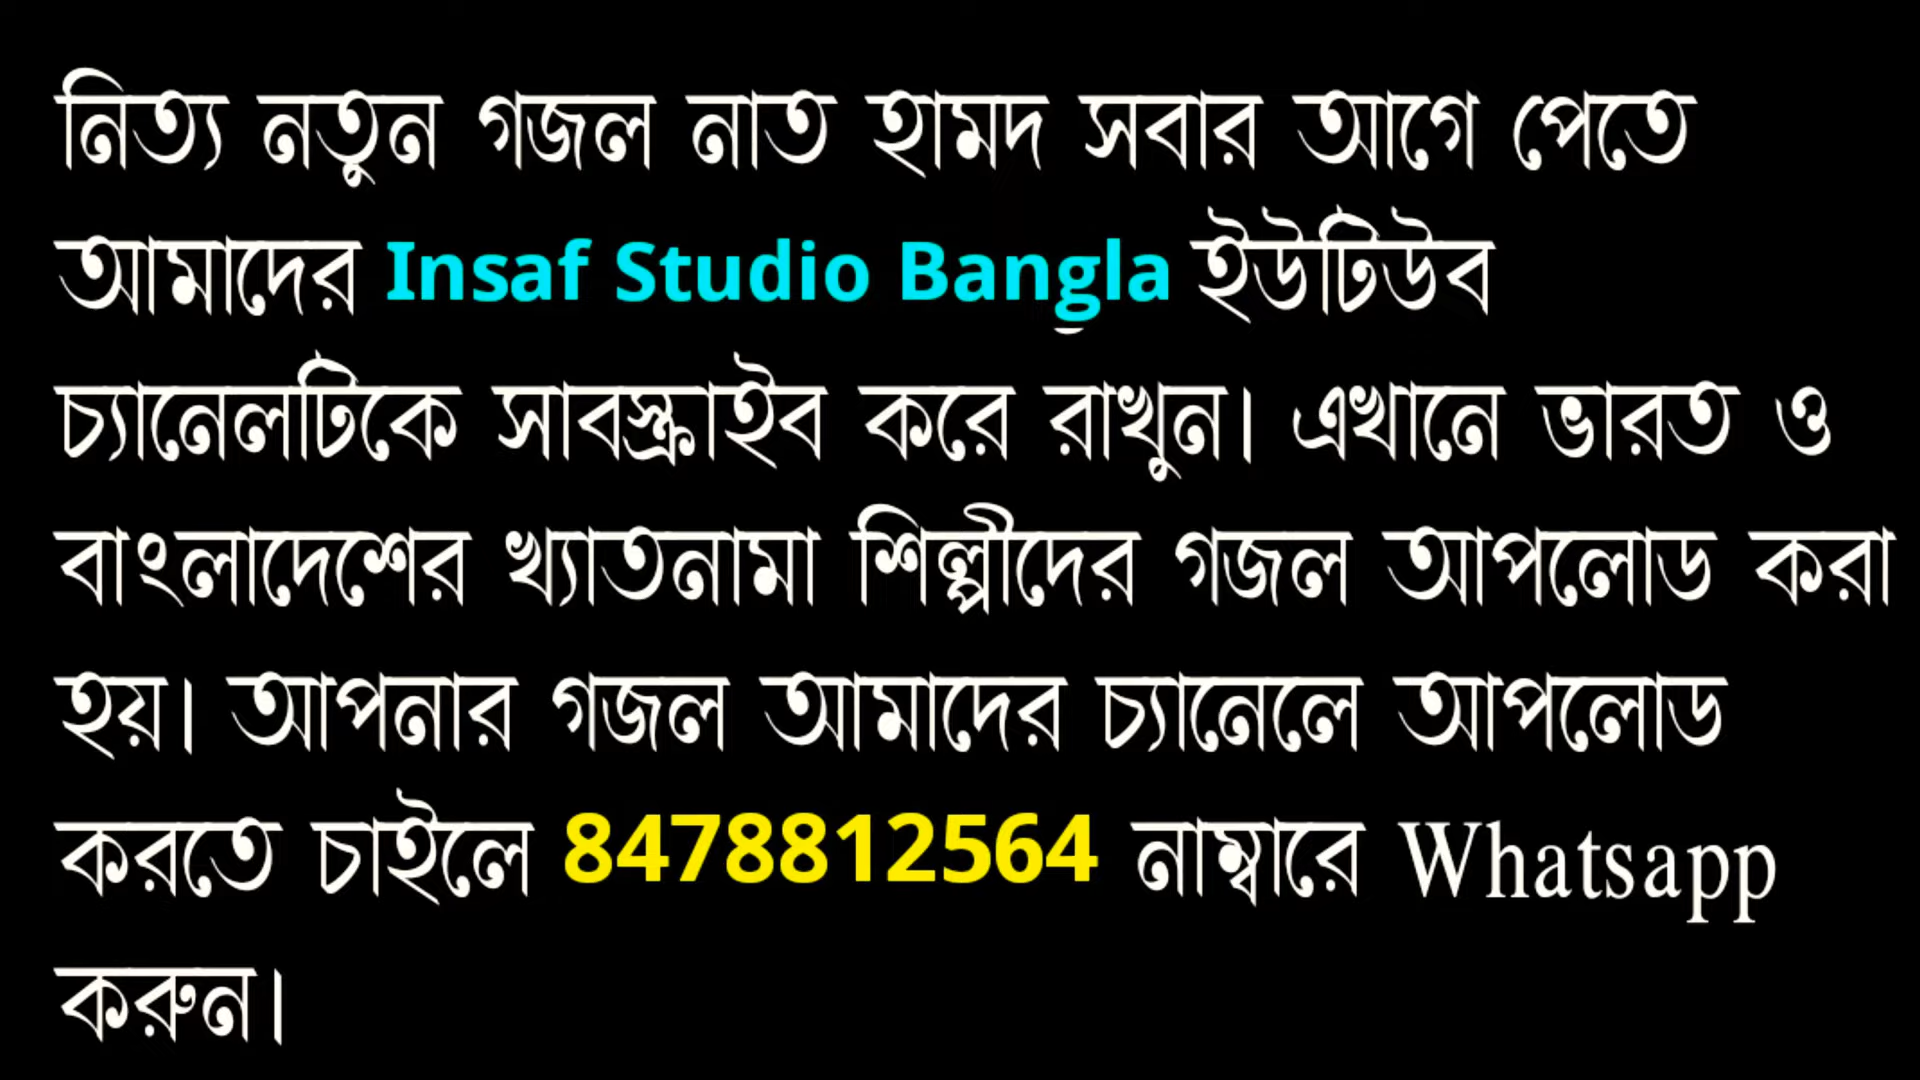 নিত্য নতুন গজল নাত হামদ সবার আগে পেতে
আমাদের Insaf Studio Bangla ইউটিউব
চ্যানেলটিকে সাবস্ক্রাইব করে রাখুন। এখানে ভারত ও
বাংলাদেশের খ্যাতনামা শিল্পীদের গজল আপলোড করা
হয়। আপনার গজল আমাদের চ্যানেলে আপলোড
করতে চাইলে 8478812564 নাম্বারে Whatsapp
করুন।